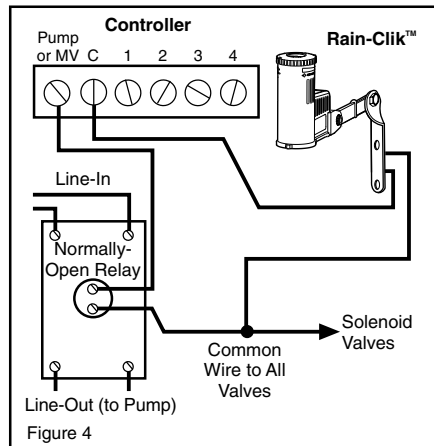 Controller
Rain-Clik™
Pump
or MV C 1 2 3 4
Line-In
Normally-
Open Relay
Solenoid
Valves
Common
Wire to All
Valves
Line-Out (to Pump)
Figure 4